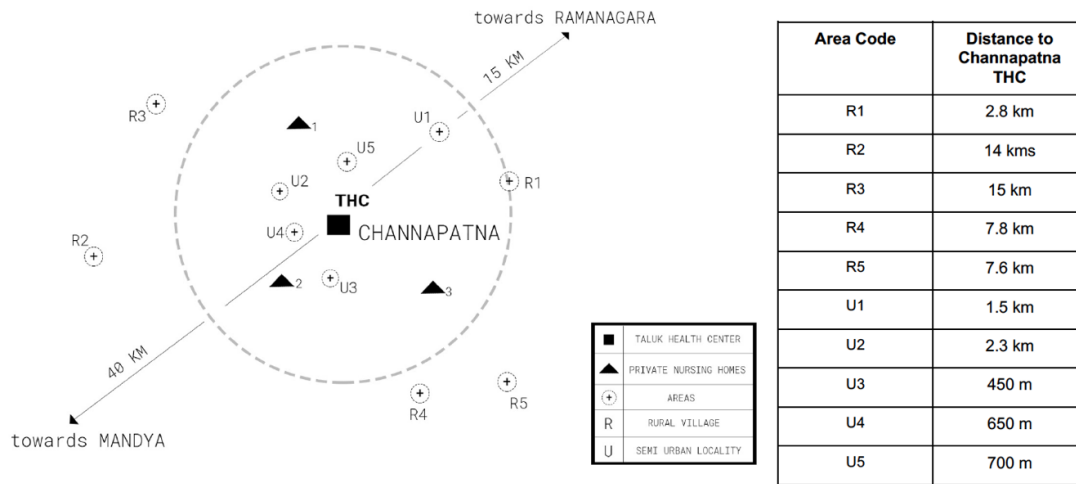 towards RAMANAGARA
15 KM
R3
1
U1
U5
U2
R1
THC
U4
CHANNAPATNA
R2
2
U3
3
40 KM
R4
R5
towards MANDYA
TALUK HEALTH CENTER
PRIVATE NURSING HOMES
AREAS
R RURAL VILLAGE
U SEMI URBAN LOCALITY
Area Code Distance to
Channapatna
THC
R1 2.8 km
R2 14 kms
R3 15 km
R4 7.8 km
R5 7.6 km
U1 1.5 km
U2 2.3 km
U3 450 m
U4 650 m
U5 700 m